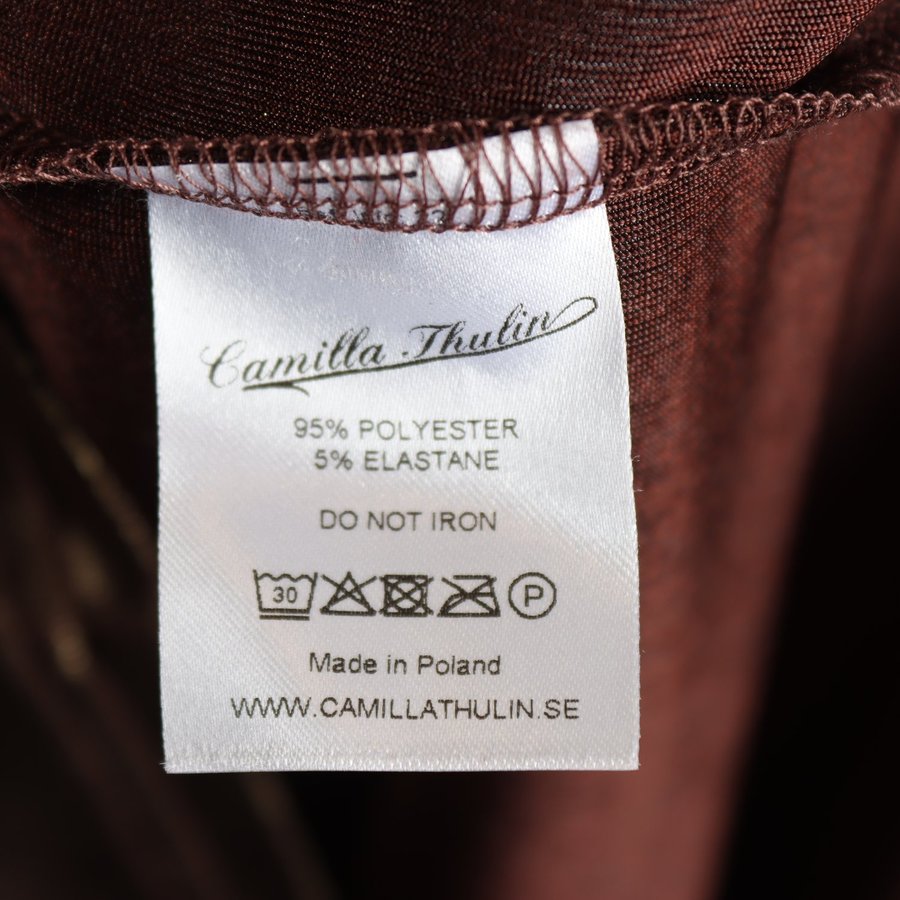 Camilla Thulin
95% POLYESTER
5% ELASTANE
DO NOT IRON
30 P
Made in Poland
WWW.CAMILLATHULIN.SE